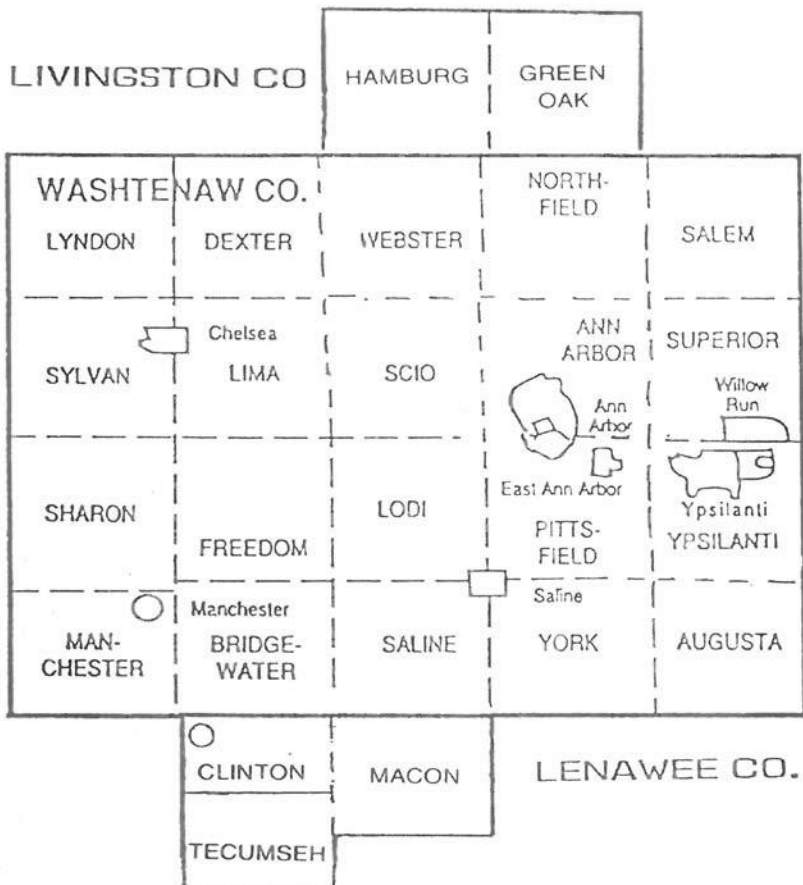 LIVINGSTON CO
HAMBURG
GREEN
OAK
WASHTENAW CO.
LYNDON
DEXTER
WEBSTER
NORTH-
FIELD
SALEM
SYLVAN
Chelsea
LIMA
SCIO
ANN
ARBOR
SUPERIOR
Ann
Arbor
Willow
Run
SHARON
FREEDOM
LODI
East Ann Arbor
PITTS-
FIELD
Ypsilanti
YPSILANTI
MAN-
CHESTER
Manchester
BRIDGE-
WATER
SALINE
Saline
YORK
AUGUSTA
CLINTON
MACON
LENAWEE CO.
TECUMSEH